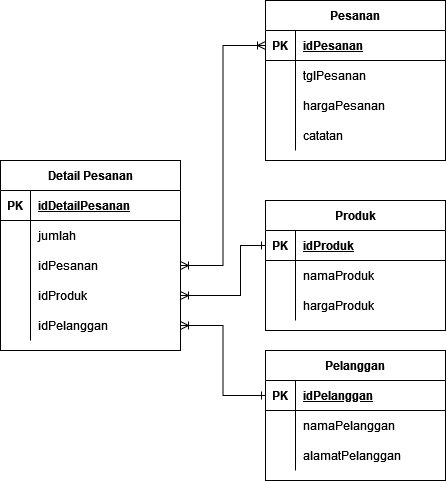 Pesanan
PK idPesanan
tglPesanan
hargaPesanan
catatan
Detail Pesanan
PK idDetailPesanan
jumlah
idPesanan
idProduk
idPelanggan
Produk
PK idProduk
namaProduk
hargaProduk
Pelanggan
PK idPelanggan
namaPelanggan
alamatPelanggan